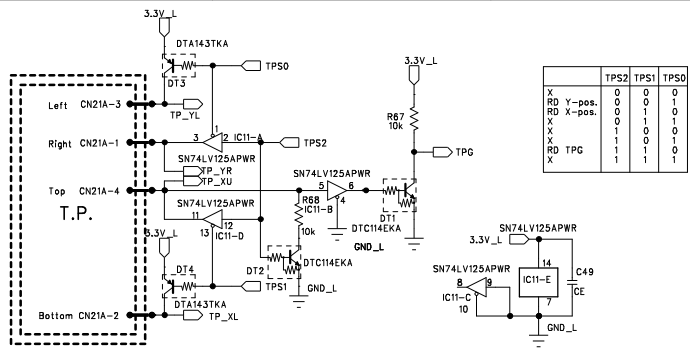 3.3V_L
DTA143TKA
TPS0
DT3
Left CN21A-3
TP_YL
Right CN21A-1
3
1
2
IC11-A
TPS2
SN74LV125APWR
TP_YR
TP_XU
Top CN21A-4
T.P.
SN74LV125APWR
11
12
13
IC11-D
3.3V_L
DT4
DTA143TKA
TPS1
Bottom CN21A-2
TP_XL
SN74LV125APWR
5
6
4
IC11-B
R68
10k
GND_L
DT2
DTC114EKA
GND_L
3.3V_L
R67
10k
TPG
DT1
DTC114EKA
TPS2 TPS1 TPS0
X 0 0 0
RD Y-pos. 0 0 1
RD X-pos. 0 1 0
X 0 1 1
X 1 0 0
X 1 0 1
RD TPG 1 1 0
X 1 1 1
SN74LV125APWR
3.3V_L
SN74LV125APWR
8
9
IC11-C
10
14
IC11-E
7
C49
CE
GND_L